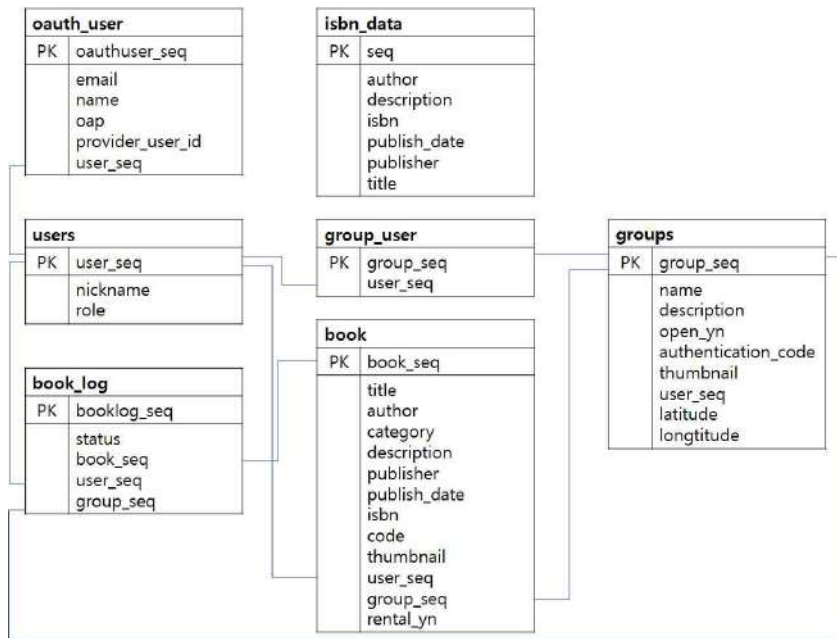 oauth_user
PK oauthuser_seq
email
name
oap
provider_user_id
user_seq
isbn_data
PK seq
author
description
isbn
publish_date
publisher
title
users
PK user_seq
nickname
role
group_user
PK group_seq
user_seq
groups
PK group_seq
name
description
open_yn
authentication_code
thumbnail
user_seq
latitude
longtitude
book_log
PK booklog_seq
status
book_seq
user_seq
group_seq
book
PK book_seq
title
author
category
description
publisher
publish_date
isbn
code
thumbnail
user_seq
group_seq
rental_yn